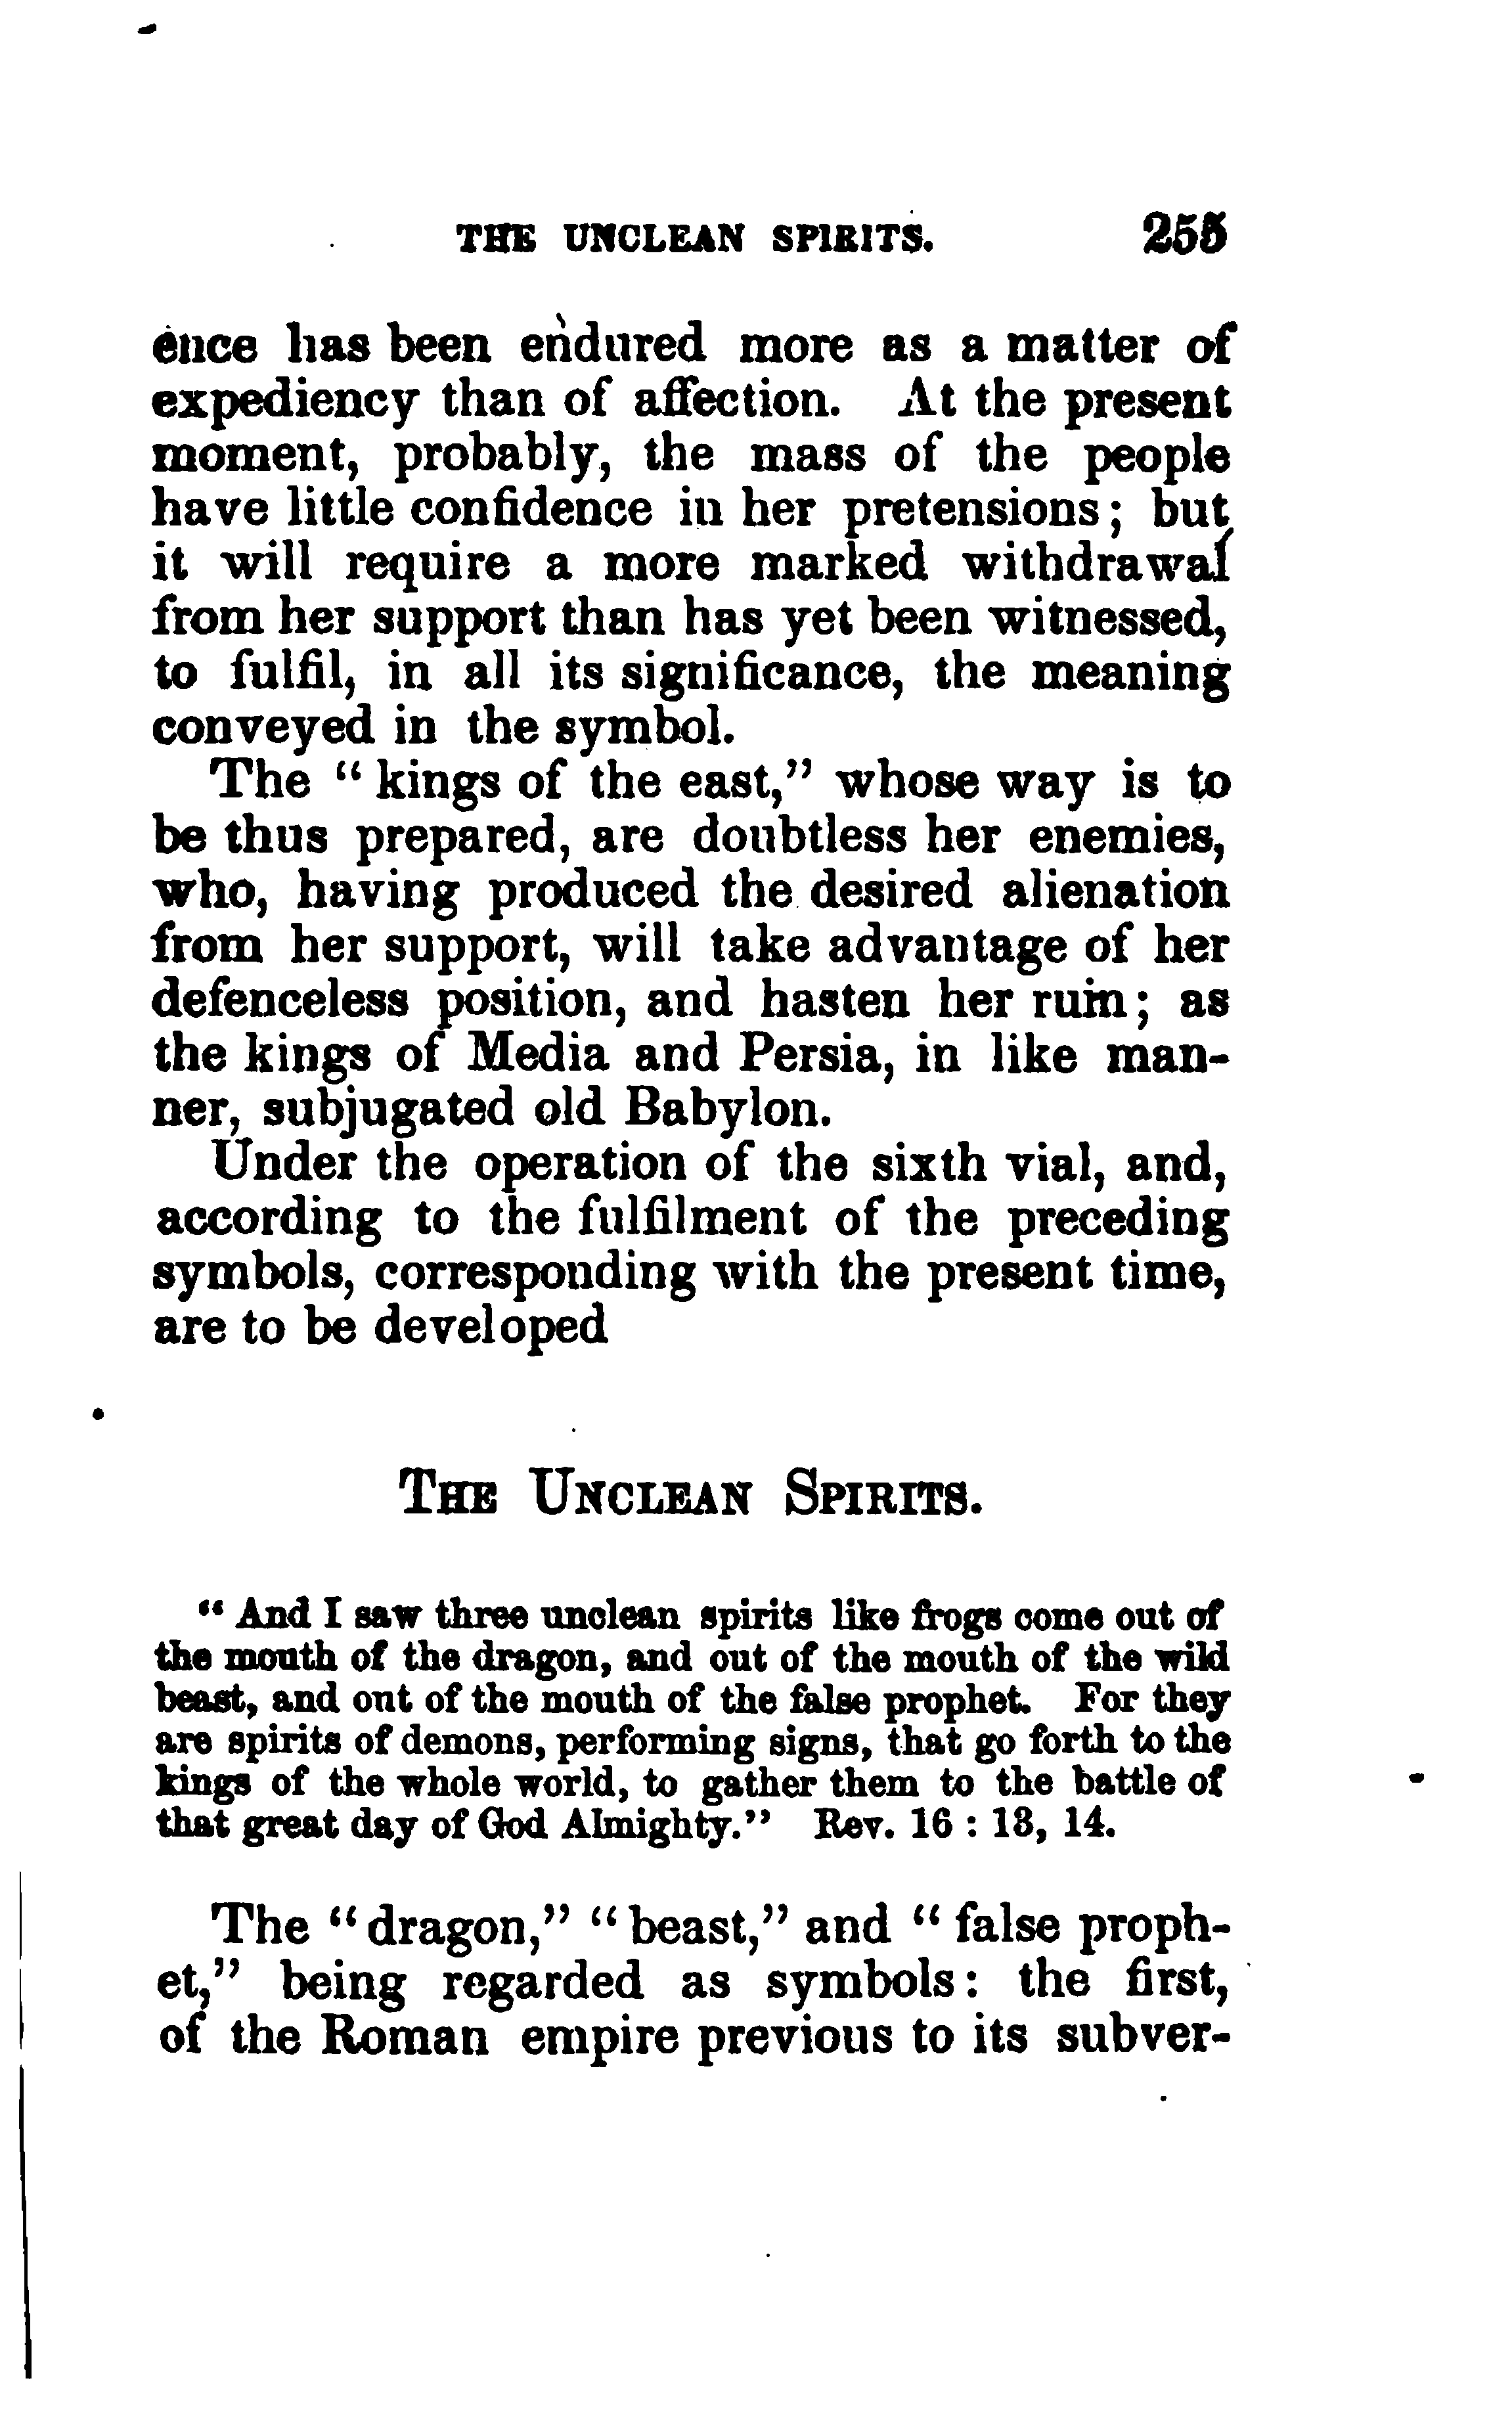 THE UNCLEAN SPIRITS. 255
ence has been endured more as a matter of
expediency than of affection. At the present
moment, probably, the mass of the people
have little confidence in her pretensions; but
it will require a more marked withdrawal
from her support than has yet been witnessed,
to fulfil, in all its significance, the meaning
conveyed in the symbol.
The "kings of the east," whose way is to
be thus prepared, are doubtless her enemies,
who, having produced the desired alienation
from her support, will take advantage of her
defenceless position, and hasten her ruin; as
the kings of Media and Persia, in like man-
ner, subjugated old Babylon.
Under the operation of the sixth vial, and,
according to the fulfilment of the preceding
symbols, corresponding with the present time,
are to be developed
THE UNCLEAN SPIRITS.
"And I saw three unclean spirits like frogs come out of
the mouth of the dragon, and out of the mouth of the wild
beast, and out of the mouth of the false prophet. For they
are spirits of demons, performing signs, that go forth to the
kings of the whole world, to gather them to the battle of
that great day of God Almighty." Rev. 16 : 13, 14.
The "dragon," "beast," and "false proph-
et," being regarded as symbols: the first,
of the Roman empire previous to its subver-